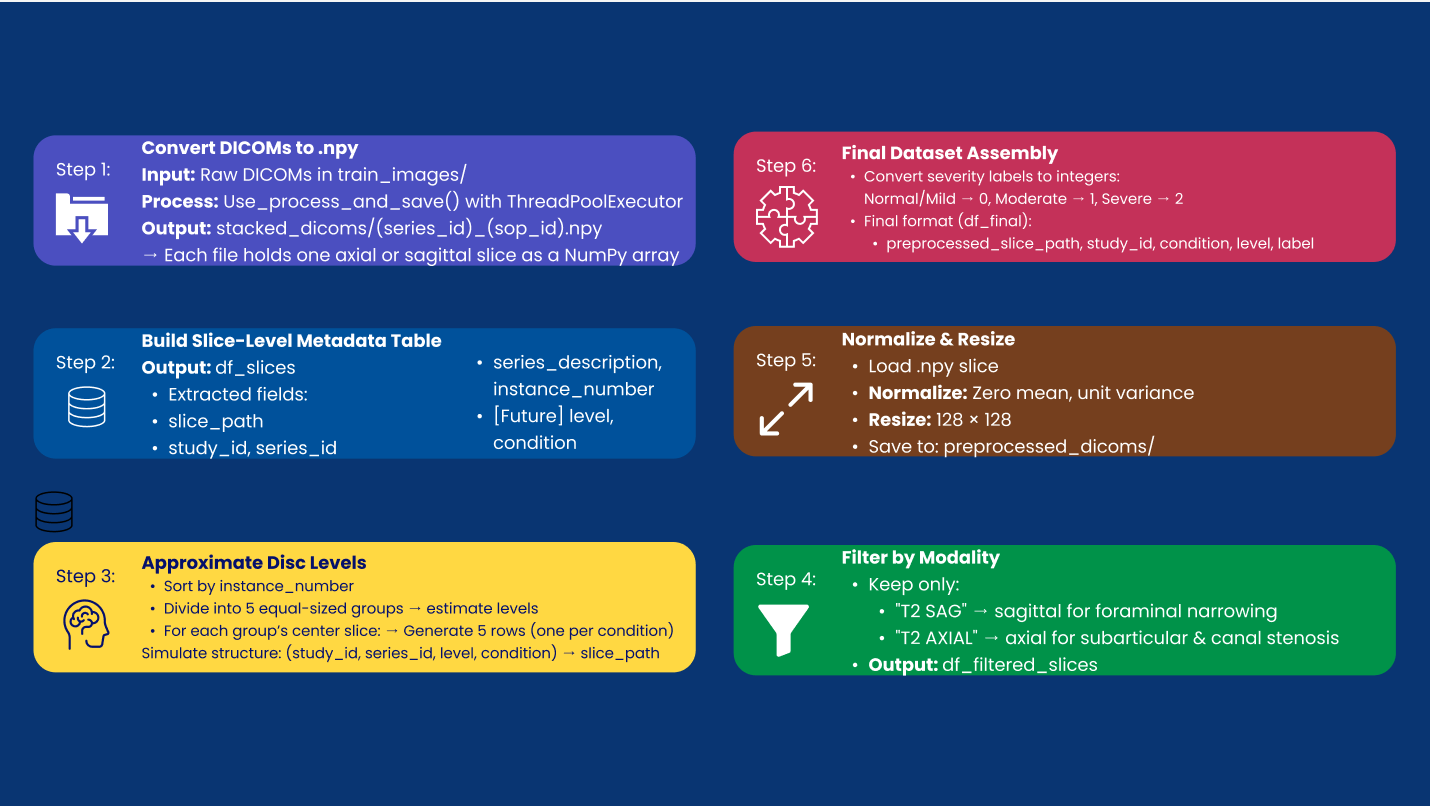 Step 1:
Convert DICOMs to .npy
Input: Raw DICOMs in train_images/
Process: Use_process_and_save() with ThreadPoolExecutor
Output: stacked_dicoms/(series_id)_(sop_id).npy
→ Each file holds one axial or sagittal slice as a NumPy array
Step 2:
Build Slice-Level Metadata Table
Output: df_slices
• Extracted fields:
• slice_path
• study_id, series_id
• series_description,
instance_number
• [Future] level,
condition
Step 3:
Approximate Disc Levels
• Sort by instance_number
• Divide into 5 equal-sized groups → estimate levels
• For each group's center slice: → Generate 5 rows (one per condition)
Simulate structure: (study_id, series_id, level, condition) → slice_path
Step 4:
Filter by Modality
• Keep only:
• "T2 SAG" → sagittal for foraminal narrowing
• "T2 AXIAL" → axial for subarticular & canal stenosis
• Output: df_filtered_slices
Step 5:
Normalize & Resize
• Load .npy slice
• Normalize: Zero mean, unit variance
• Resize: 128 × 128
• Save to: preprocessed_dicoms/
Step 6:
Final Dataset Assembly
• Convert severity labels to integers:
Normal/Mild → 0, Moderate → 1, Severe → 2
• Final format (df_final):
• preprocessed_slice_path, study_id, condition, level, label